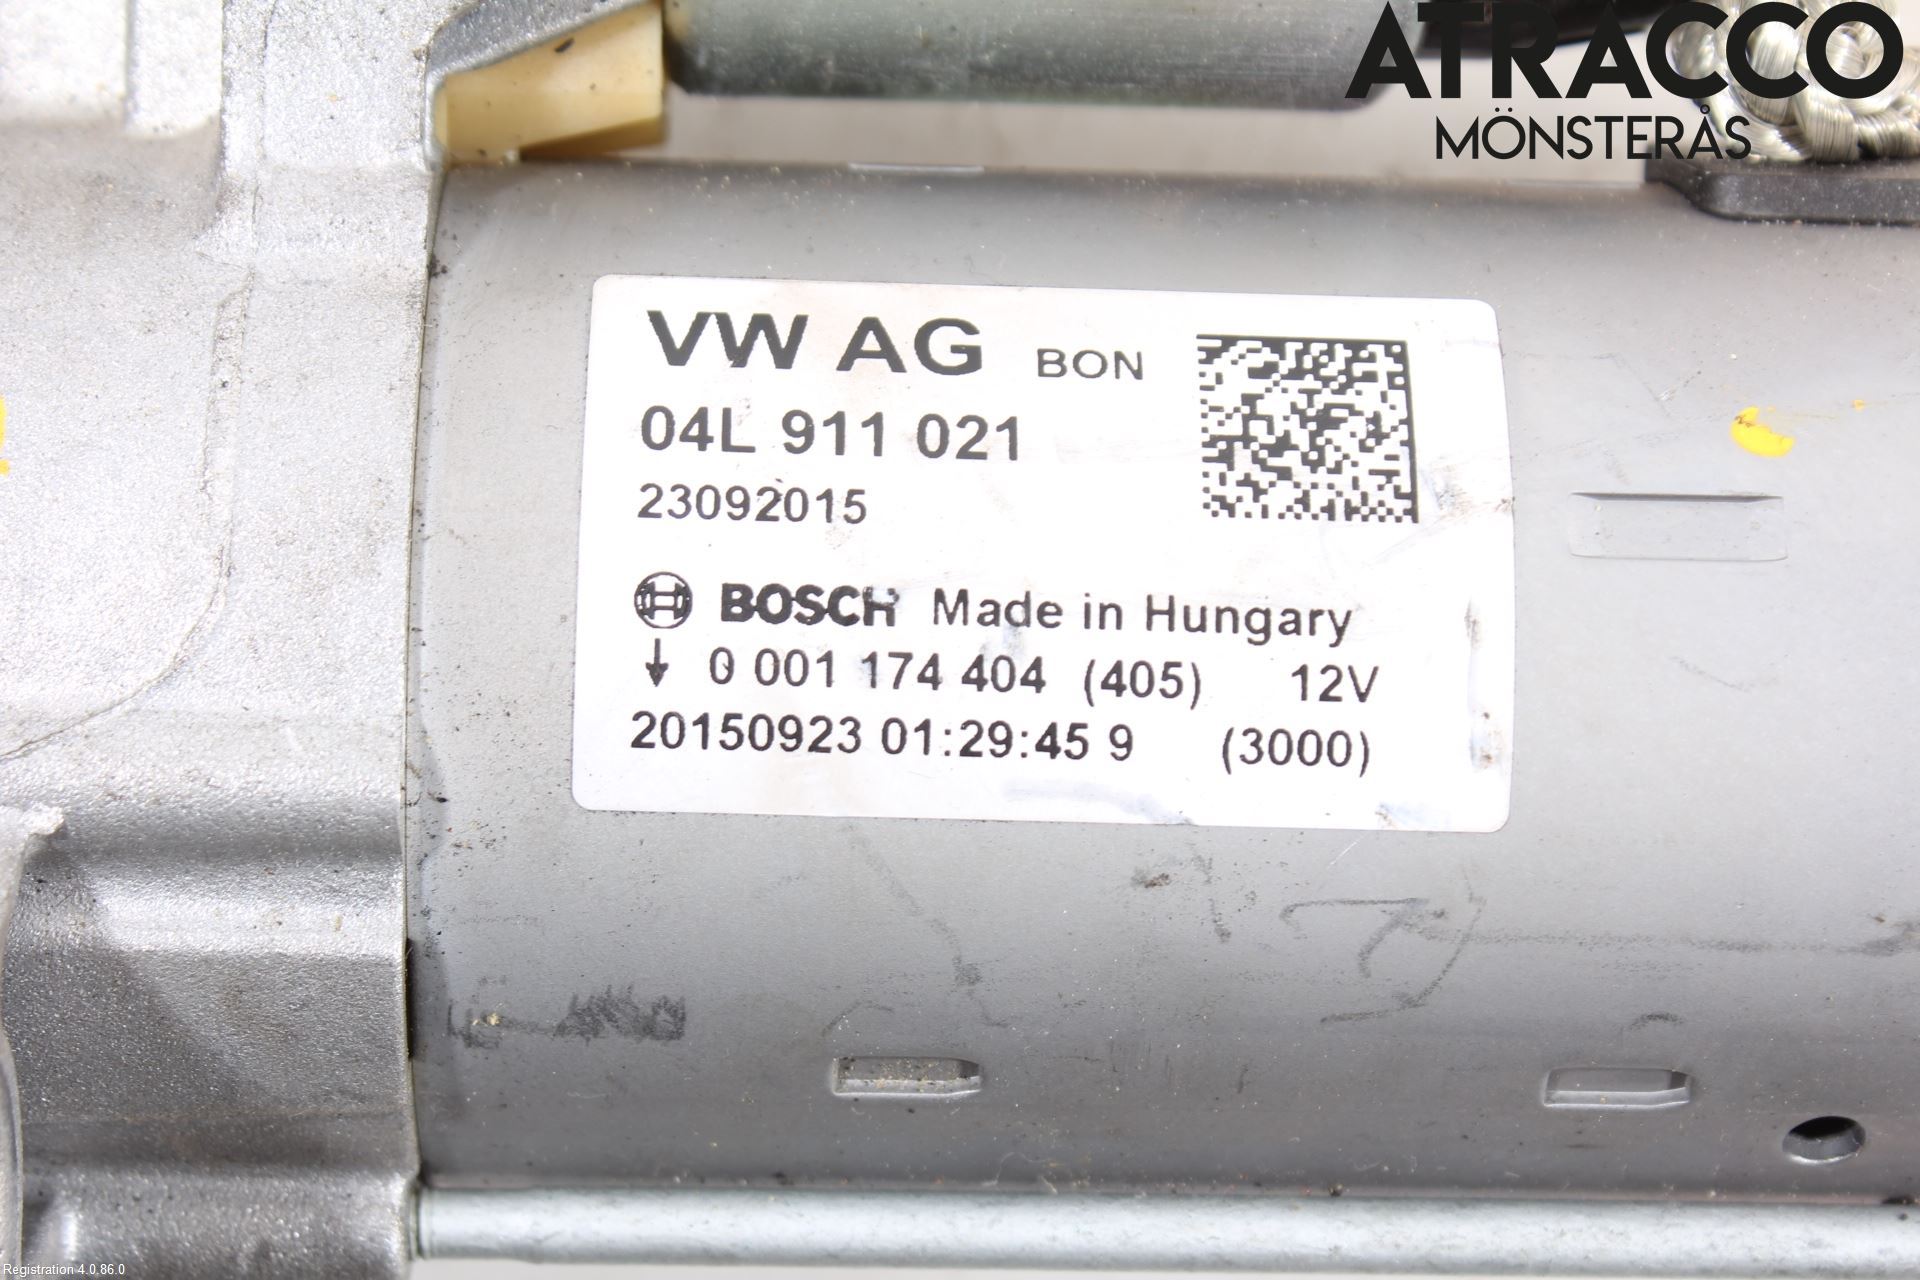 ATRACCO
MÖNSTERÅS
VW AG BON
04L 911 021
23092015
BOSCH Made in Hungary
0 001 174 404 (405) 12V
20150923 01:29:45 9 (3000)
Registration 4.0.86.0